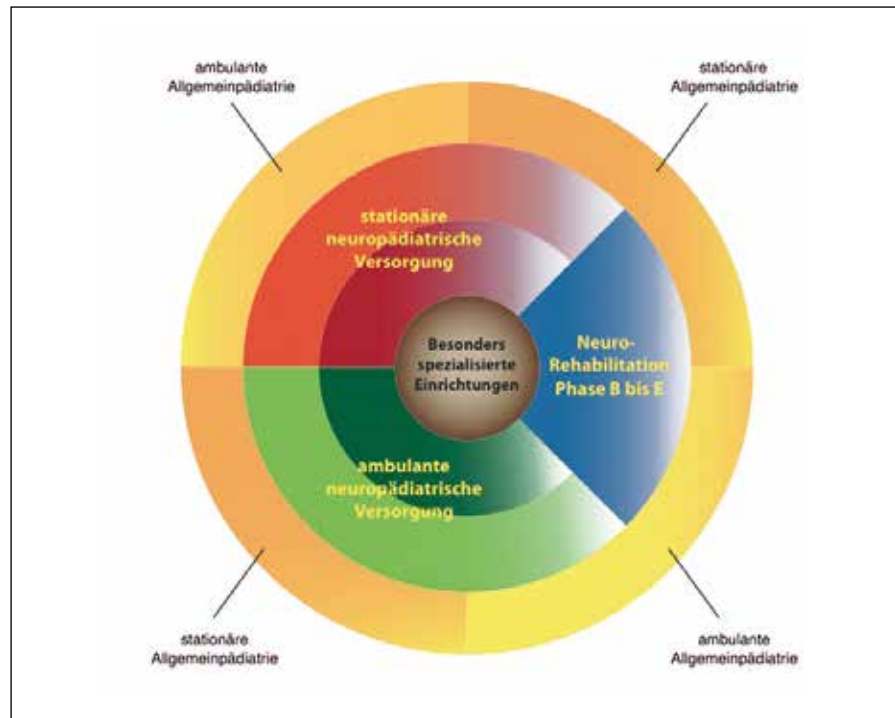 ambulante
Allgemeinpädiatrie
stationäre
Allgemeinpädiatrie
stationäre
neuropädiatrische
Versorgung
Besonders
spezialisierte
Einrichtungen
Neuro-
Rehabilitation
Phase B bis E
ambulante
neuropädiatrische
Versorgung
stationäre
Allgemeinpädiatrie
ambulante
Allgemeinpädiatrie